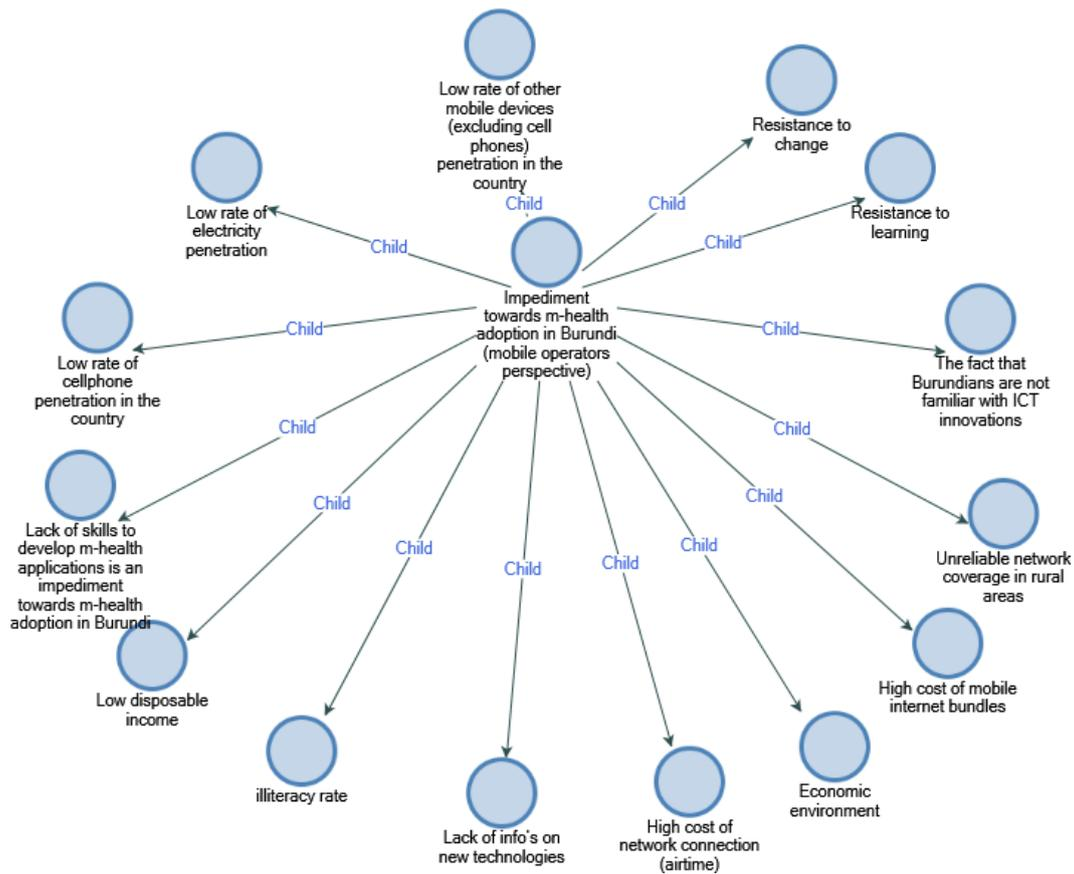 Low rate of other
mobile devices
(excluding cell
phones)
penetration in the
country
Child
Resistance to
change
Child
Resistance to
learning
Child
Low rate of
electricity
penetration
Child
Impediment
towards m-health
adoption in Burundi
(mobile operators
perspective)
Child
The fact that
Burundians are not
familiar with ICT
innovations
Child
Low rate of
cellphone
penetration in the
country
Child
Unreliable network
coverage in rural
areas
Child
Lack of skills to
develop m-health
applications is an
impediment
towards m-health
adoption in Burundi
Child
High cost of mobile
internet bundles
Child
Low disposable
income
Child
Economic
environment
Child
illiteracy rate
Child
Lack of info's on
new technologies
Child
High cost of
network connection
(airtime)